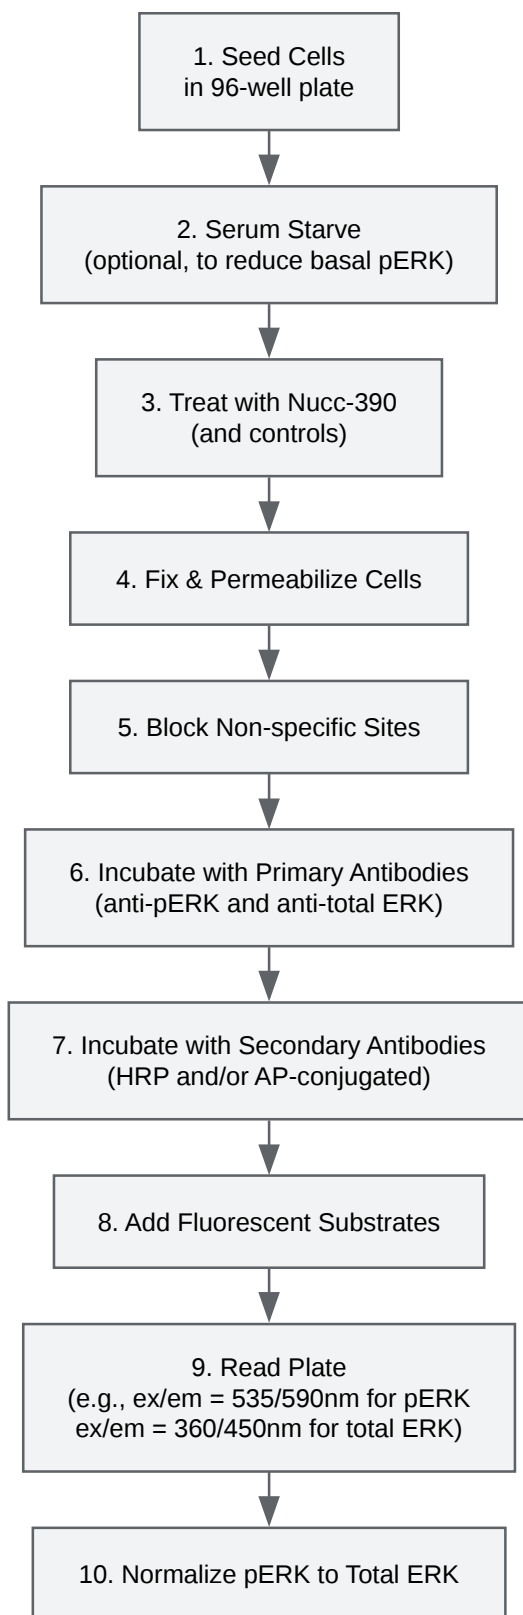 1. Seed Cells
in 96-well plate
2. Serum Starve
(optional, to reduce basal pERK)
3. Treat with Nucc-390
(and controls)
4. Fix & Permeabilize Cells
5. Block Non-specific Sites
6. Incubate with Primary Antibodies
(anti-pERK and anti-total ERK)
7. Incubate with Secondary Antibodies
(HRP and/or AP-conjugated)
8. Add Fluorescent Substrates
9. Read Plate
(e.g., ex/em = 535/590nm for pERK
ex/em = 360/450nm for total ERK)
10. Normalize pERK to Total ERK